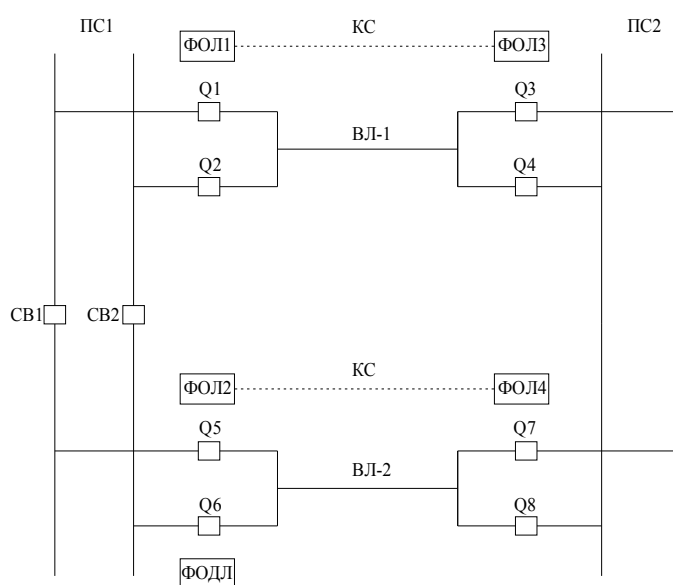 ПС1
КС
ПС2
ФОЛ1
ФОЛ3
Q1
Q3
ВЛ-1
Q2
Q4
СВ1
СВ2
КС
ФОЛ2
ФОЛ4
Q5
Q7
ВЛ-2
Q6
Q8
ФОДЛ